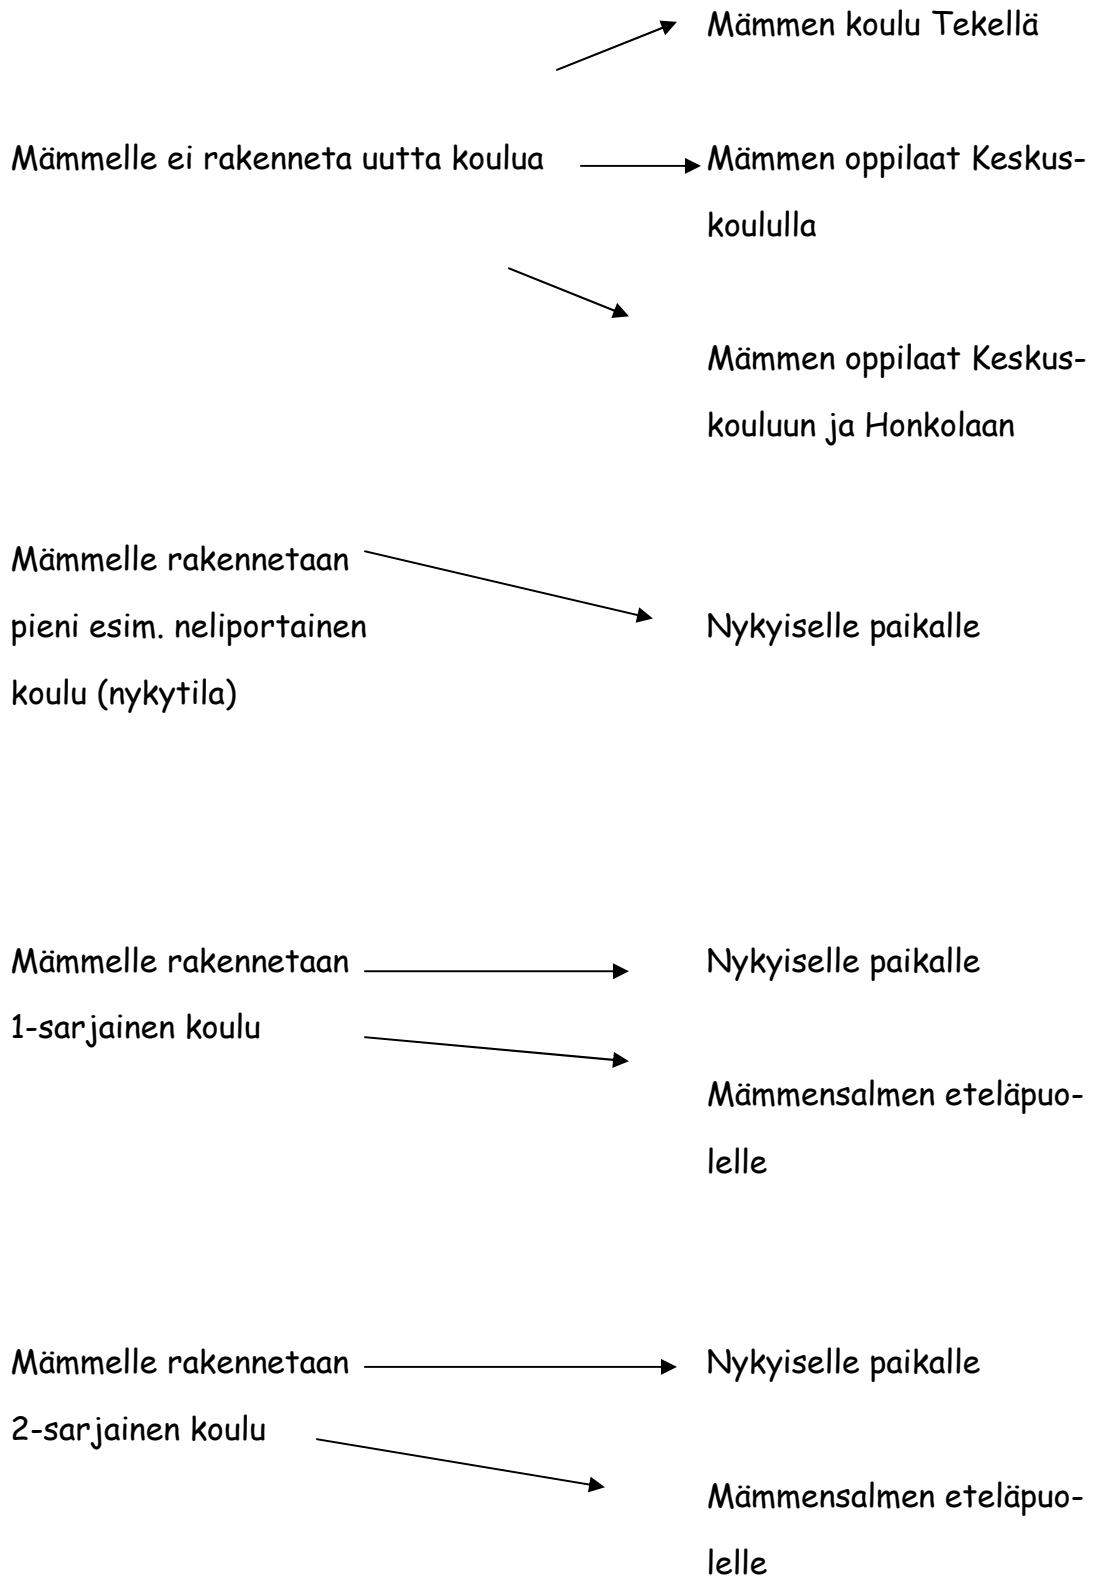 Mämmen koulu Tekellä
Mämmelle ei rakenneta uutta koulua
Mämmen oppilaat Keskus-
koululla
Mämmen oppilaat Keskus-
kouluun ja Honkolaan
Mämmelle rakennetaan
pieni esim. neliportainen
koulu (nykytila)
Nykyiselle paikalle
Mämmelle rakennetaan
1-sarjainen koulu
Nykyiselle paikalle
Mämmensalmen eteläpuo-
lelle
Mämmelle rakennetaan
2-sarjainen koulu
Nykyiselle paikalle
Mämmensalmen eteläpuo-
lelle